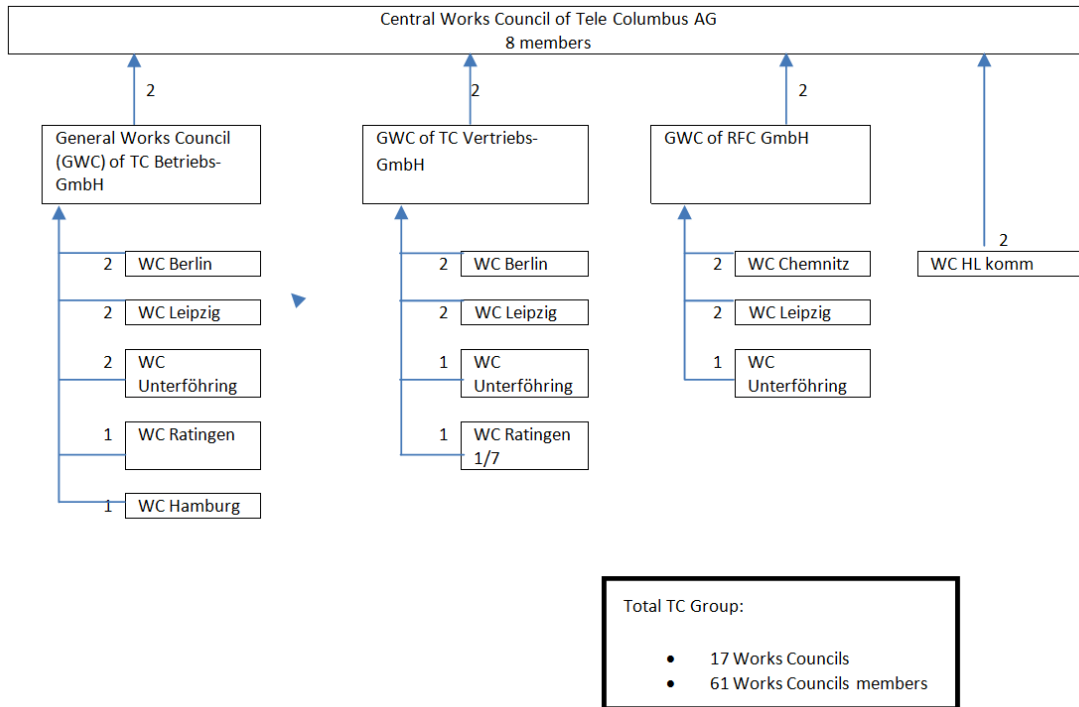 Central Works Council of Tele Columbus AG
8 members
2
2
2
General Works Council
(GWC) of TC Betriebs-
GmbH
GWC of TC Vertriebs-
GmbH
GWC of RFC GmbH
2
WC HL komm
2 WC Berlin
2 WC Leipzig
2 WC
Unterföhring
1 WC Ratingen
1 WC Hamburg
2 WC Berlin
2 WC Leipzig
1 WC
Unterföhring
1 WC Ratingen
1/7
2 WC Chemnitz
2 WC Leipzig
1 WC
Unterföhring
Total TC Group:
• 17 Works Councils
• 61 Works Councils members